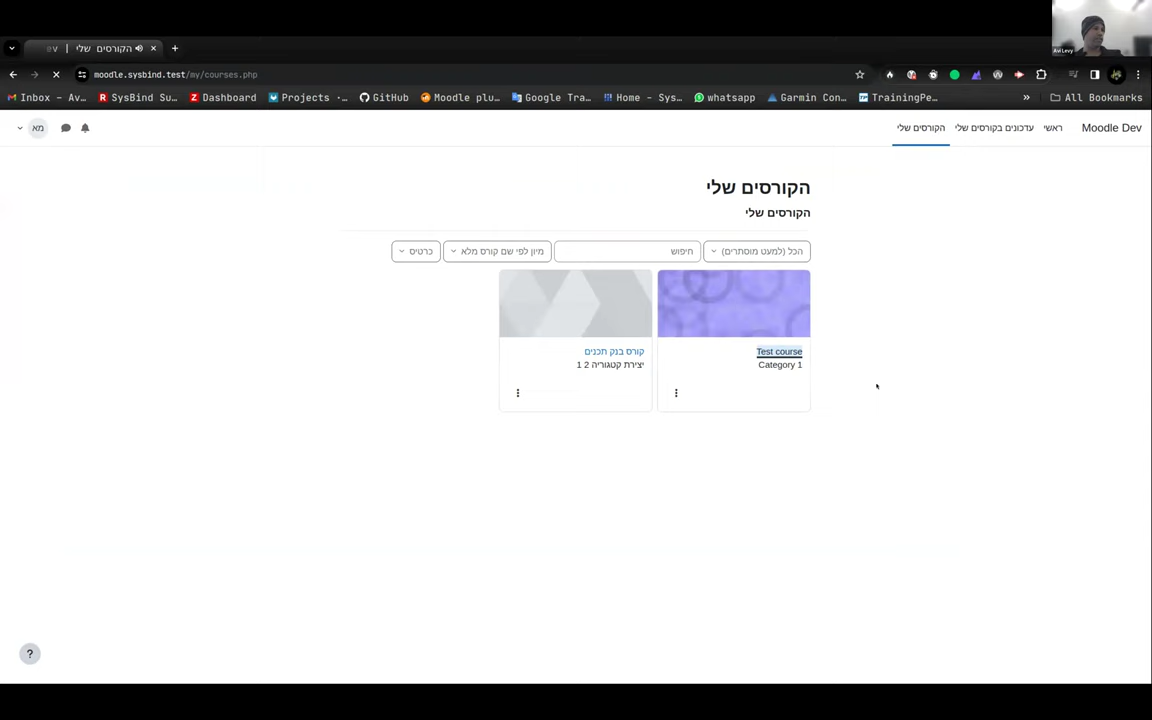 Avi Levy
הקורסים שלי |
moodle.sysbind.test/my/courses.php
Inbox – Av…
SysBind Su…
Dashboard
Projects ·…
GitHub
Moodle plu…
Google Tra…
Home – Sys…
whatsapp
Garmin Con…
TrainingPe…
»
All Bookmarks
Moodle Dev
ראשי
עדכונים בקורסים שלי
הקורסים שלי
מא
הקורסים שלי
הקורסים שלי
הכל (למעט מוסתרים)
חיפוש
מיון לפי שם קורס מלא
כרטיס
Test course
Category 1
קורס בנק תכנים
יצירת קטגוריה 2 1
?